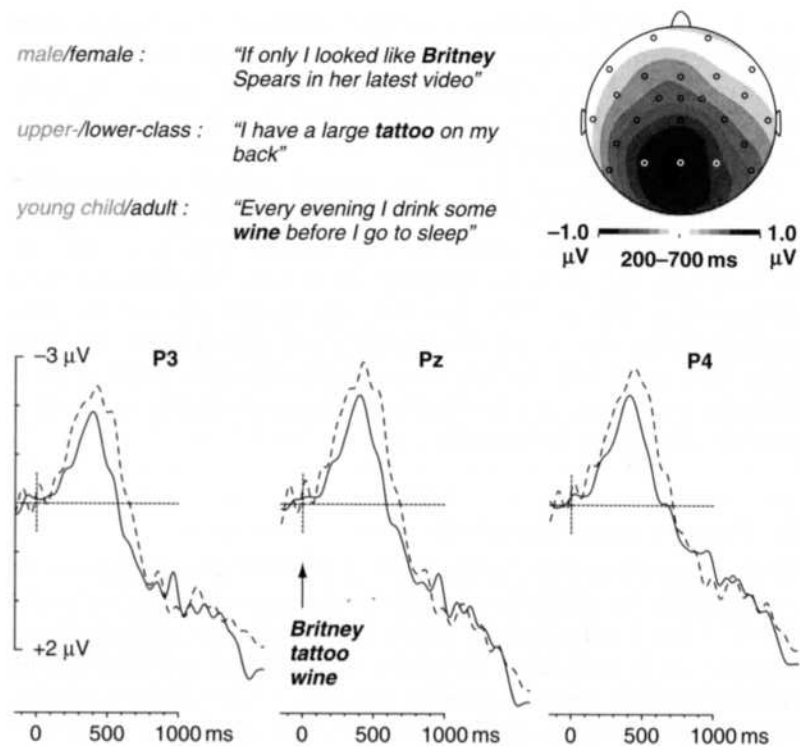 male/female :
"If only I looked like Britney
Spears in her latest video"
upper-/lower-class :
"I have a large tattoo on my
back"
young child/adult :
"Every evening I drink some
wine before I go to sleep"
–1.0
µV
200–700 ms
1.0
µV
–3 µV
P3
Pz
P4
+2 µV
Britney
tattoo
wine
0 500 1000 ms
0 500 1000 ms
0 500 1000 ms